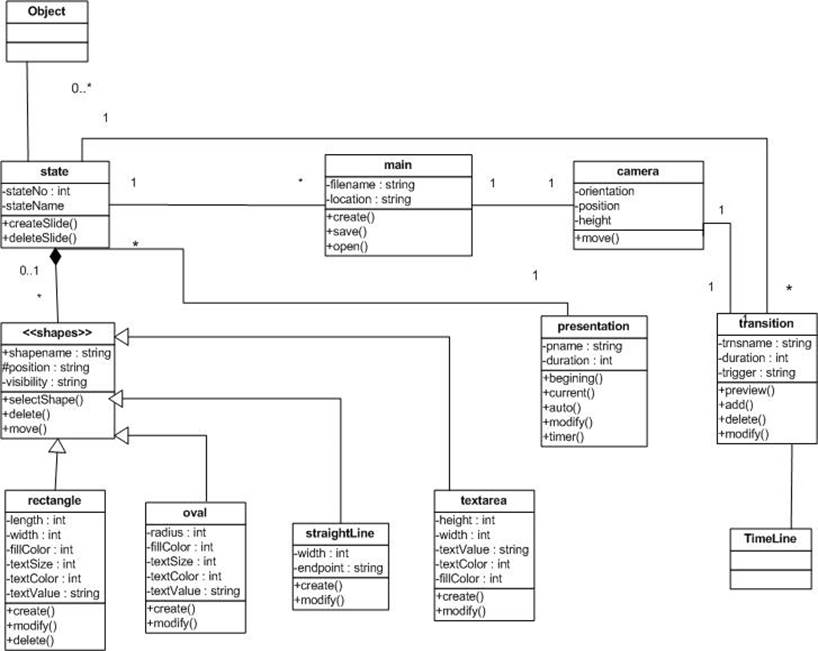 Object
0..*
1
state
-stateNo : int
-stateName
+createSlide()
+deleteSlide()
1
*
main
-filename : string
-location : string
+create()
+save()
+open()
1
1
camera
-orientation
-position
-height
+move()
1
*
0..1
*
1
1
*
<<shapes>>
+shapename : string
#position : string
-visibility : string
+selectShape()
+delete()
+move()
presentation
-pname : string
-duration : int
+begining()
+current()
+auto()
+modify()
+timer()
1
transition
-trnsname : string
-duration : int
-trigger : string
+preview()
+add()
+delete()
+modify()
rectangle
-length : int
-width : int
-fillColor : int
-textSize : int
-textColor : int
-textValue : string
+create()
+modify()
+delete()
oval
-radius : int
-fillColor : int
-textSize : int
-textColor : int
-textValue : string
+create()
+modify()
straightLine
-width : int
-endpoint : string
+create()
+modify()
textarea
-height : int
-width : int
-textValue : string
-textColor : int
-fillColor : int
+create()
+modify()
TimeLine